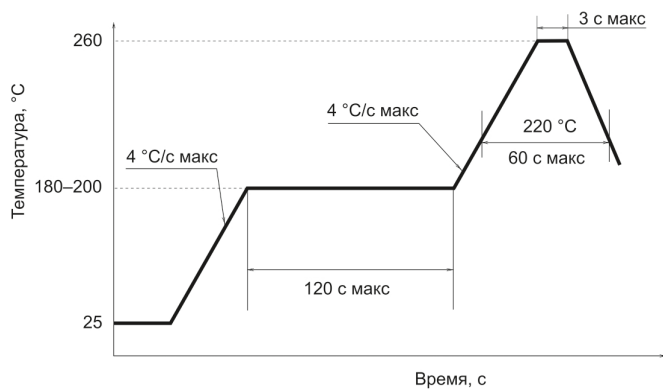 3 с макс
260
4 °С/с макс
220 °С
4 °С/с макс
60 с макс
180–200
120 с макс
25
Температура, °С
Время, с